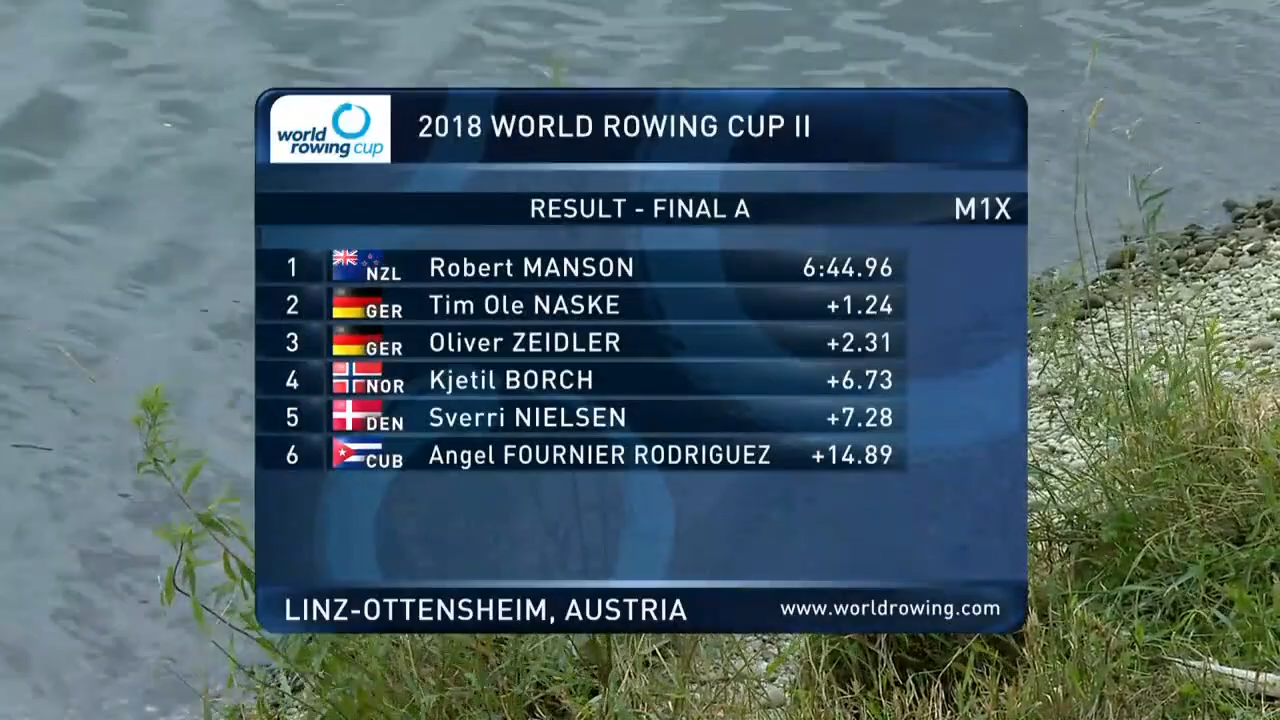 world
rowing cup
2018 WORLD ROWING CUP II
RESULT - FINAL A M1X
1 NZL Robert MANSON 6:44.96
2 GER Tim Ole NASKE +1.24
3 GER Oliver ZEIDLER +2.31
4 NOR Kjetil BORCH +6.73
5 DEN Sverri NIELSEN +7.28
6 CUB Angel FOURNIER RODRIGUEZ +14.89
LINZ-OTTENSHEIM, AUSTRIA www.worldrowing.com